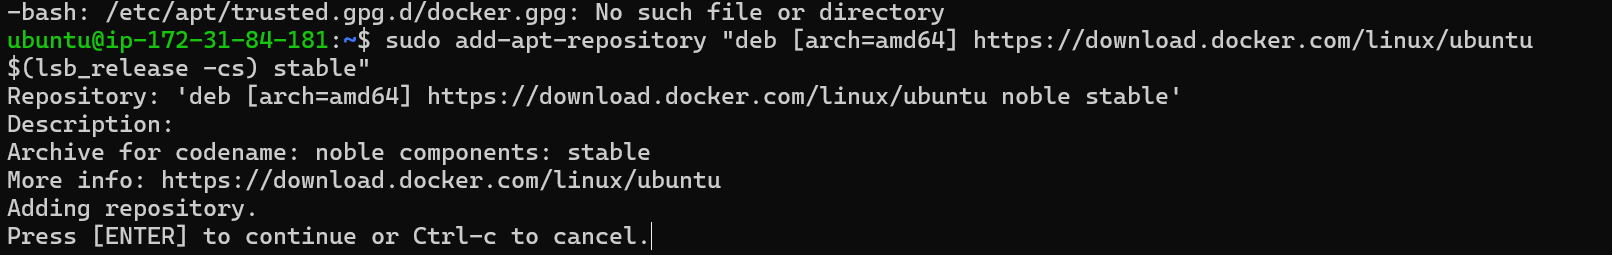 -bash: /etc/apt/trusted.gpg.d/docker.gpg: No such file or directory
ubuntu@ip-172-31-84-181:~$ sudo add-apt-repository "deb [arch=amd64] https://download.docker.com/linux/ubuntu
$(lsb_release -cs) stable"
Repository: 'deb [arch=amd64] https://download.docker.com/linux/ubuntu noble stable'
Description:
Archive for codename: noble components: stable
More info: https://download.docker.com/linux/ubuntu
Adding repository.
Press [ENTER] to continue or Ctrl-c to cancel.